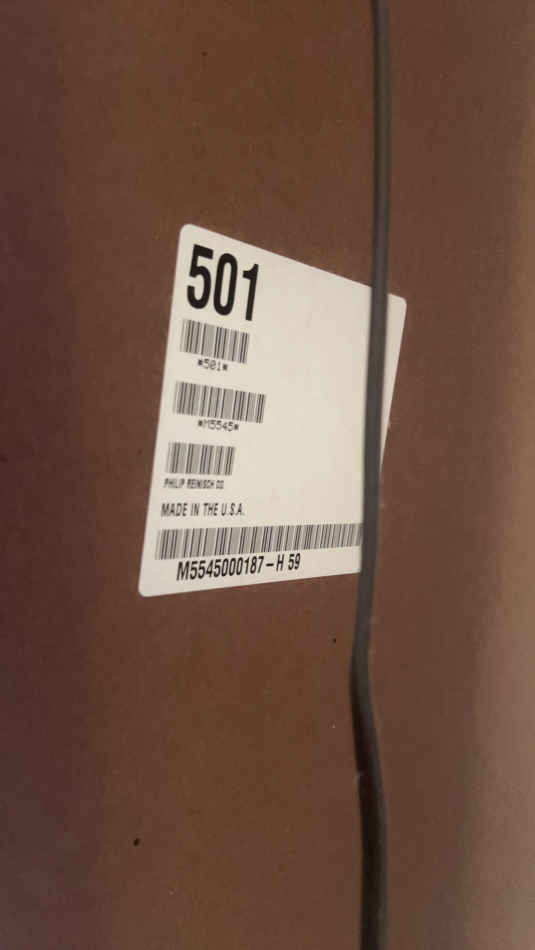 501
*501*
*M5545*
PHILIP REINISCH CO.
MADE IN THE U.S.A.
M5545000187-H 59